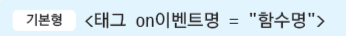 기본형 <태그 on이벤트명 = "함수명">